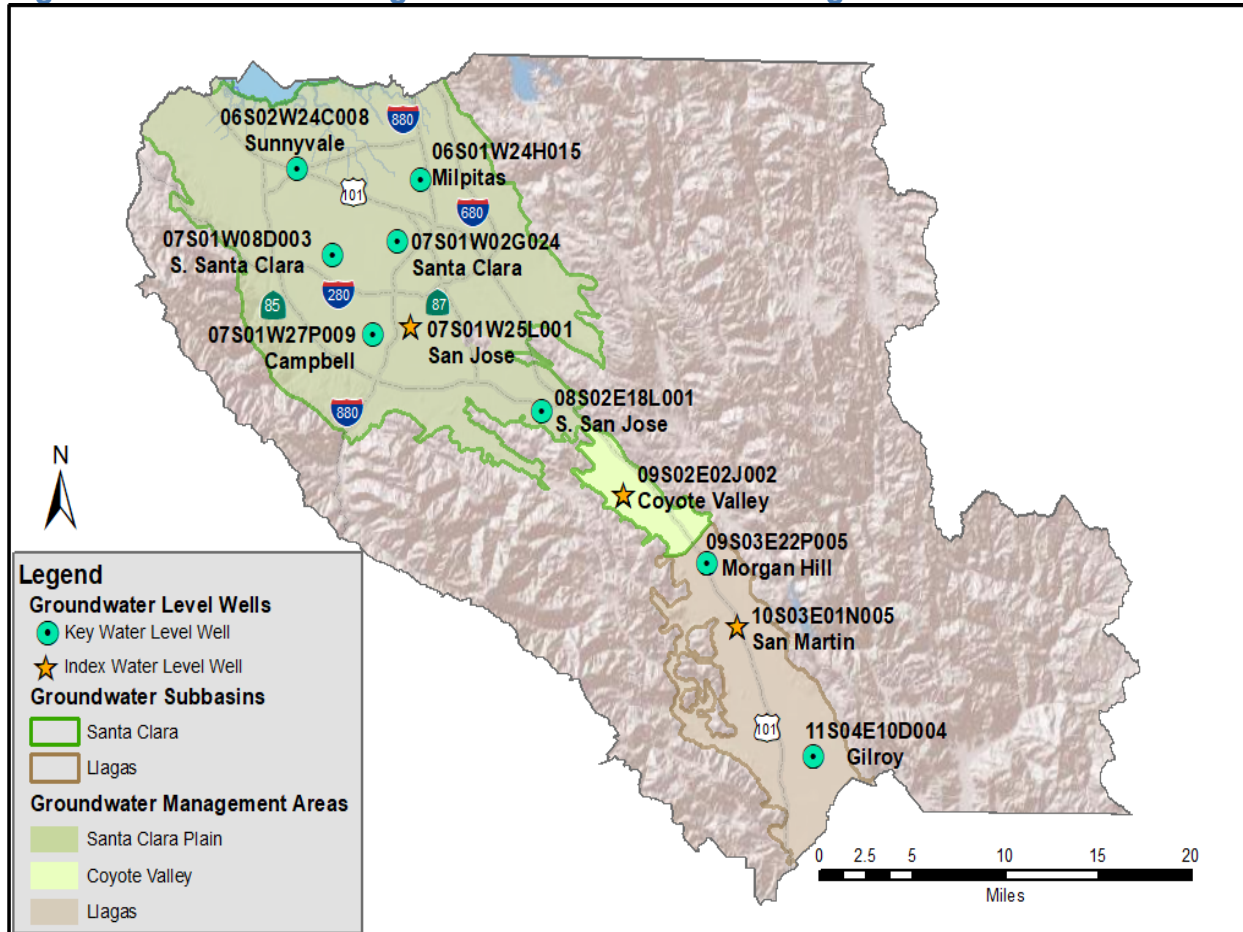 880
06S02W24C008
Sunnyvale
06S01W24H015
Milpitas
101
680
07S01W08D003
S. Santa Clara
07S01W02G024
Santa Clara
85
280
87
07S01W27P009
Campbell
07S01W25L001
San Jose
880
08S02E18L001
S. San Jose
N
09S02E02J002
Coyote Valley
09S03E22P005
Morgan Hill
10S03E01N005
San Martin
101
11S04E10D004
Gilroy
Legend
Groundwater Level Wells
Key Water Level Well
Index Water Level Well
Groundwater Subbasins
Santa Clara
Llagas
Groundwater Management Areas
Santa Clara Plain
Coyote Valley
Llagas
0 2.5 5 10 15 20
Miles